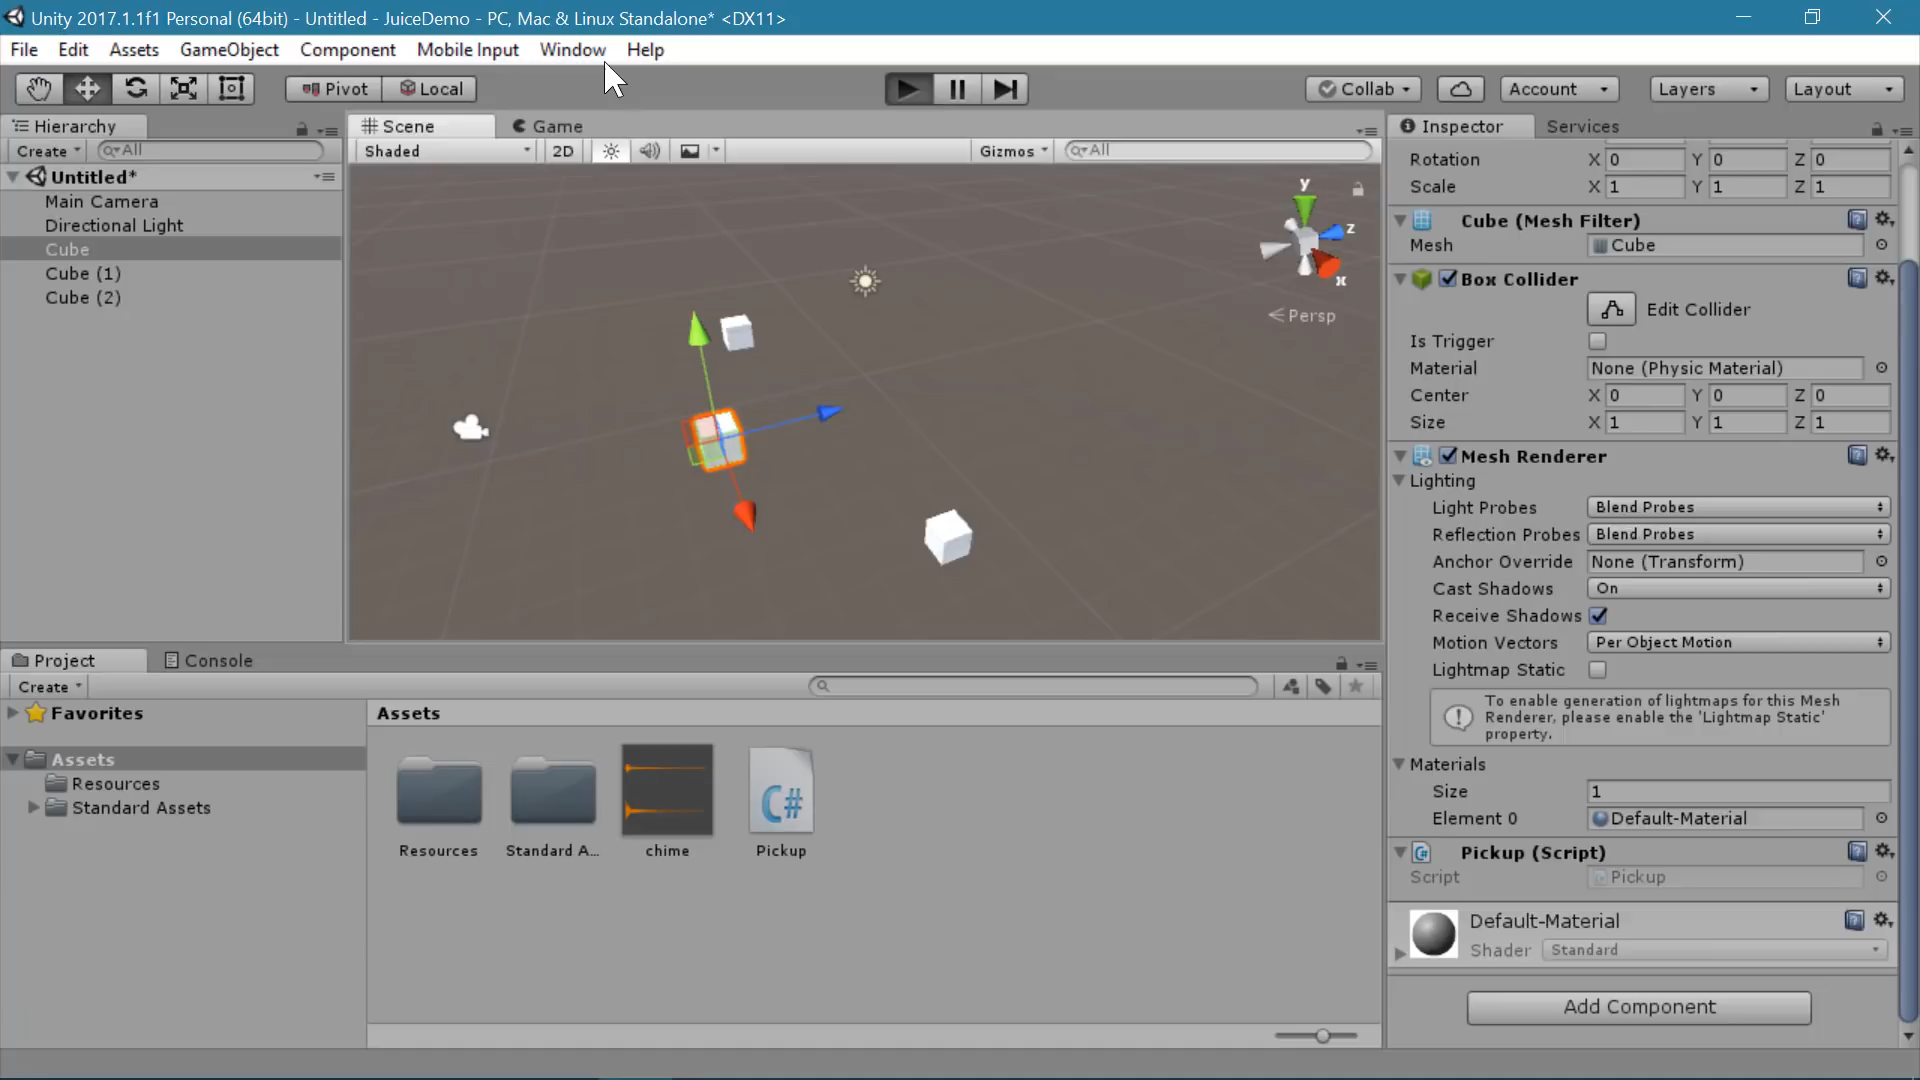 Unity 2017.1.1f1 Personal (64bit) - Untitled - JuiceDemo - PC, Mac & Linux Standalone* <DX11>
File Edit Assets GameObject Component Mobile Input Window Help
Pivot Local Collab Account Layers Layout
Hierarchy
Create All
Untitled*
Main Camera
Directional Light
Cube
Cube (1)
Cube (2)
Scene Game
Shaded 2D Gizmos All
y
z
x
Persp
Inspector Services
Rotation X 0 Y 0 Z 0
Scale X 1 Y 1 Z 1
Cube (Mesh Filter)
Mesh Cube
Box Collider
Edit Collider
Is Trigger
Material None (Physic Material)
Center X 0 Y 0 Z 0
Size X 1 Y 1 Z 1
Mesh Renderer
Lighting
Light Probes Blend Probes
Reflection Probes Blend Probes
Anchor Override None (Transform)
Cast Shadows On
Receive Shadows
Motion Vectors Per Object Motion
Lightmap Static
To enable generation of lightmaps for this Mesh
Renderer, please enable the 'Lightmap Static'
property.
Materials
Size 1
Element 0 Default-Material
C# Pickup (Script)
Script Pickup
Default-Material
Shader Standard
Add Component
Project Console
Create
Favorites
Assets
Resources
Standard Assets
Assets
C#
Resources Standard A... chime Pickup